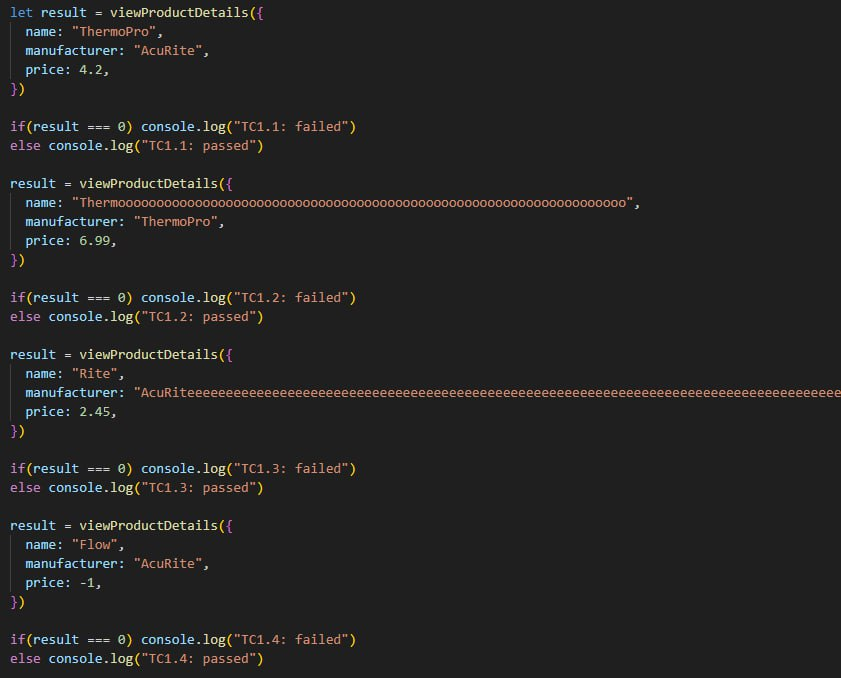 let result = viewProductDetails({
  name: "ThermoPro",
  manufacturer: "AcuRite",
  price: 4.2,
})

if(result === 0) console.log("TC1.1: failed")
else console.log("TC1.1: passed")

result = viewProductDetails({
  name: "Thermoooooooooooooooooooooooooooooooooooooooooooooooooooooooooooooooooo",
  manufacturer: "ThermoPro",
  price: 6.99,
})

if(result === 0) console.log("TC1.2: failed")
else console.log("TC1.2: passed")

result = viewProductDetails({
  name: "Rite",
  manufacturer: "AcuRiteeeeeeeeeeeeeeeeeeeeeeeeeeeeeeeeeeeeeeeeeeeeeeeeeeeeeeeeeeeeeeeeeeeeeeeeeeeeeeeeeeeee
  price: 2.45,
})

if(result === 0) console.log("TC1.3: failed")
else console.log("TC1.3: passed")

result = viewProductDetails({
  name: "Flow",
  manufacturer: "AcuRite",
  price: -1,
})

if(result === 0) console.log("TC1.4: failed")
else console.log("TC1.4: passed")